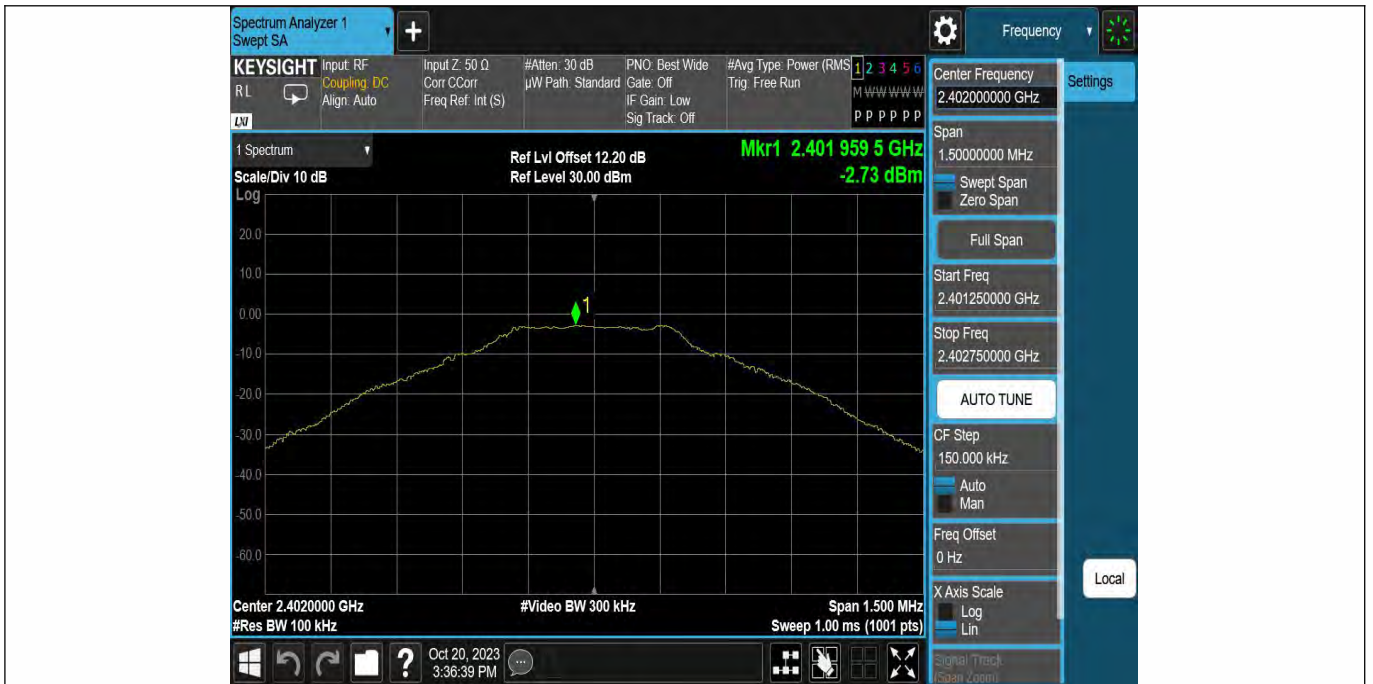 Spectrum Analyzer 1
Swept SA
+
Frequency
KEYSIGHT
R L
LXI
Input: RF
Coupling: DC
Align: Auto
Input Z: 50 Ω
Corr CCorr
Freq Ref: Int (S)
#Atten: 30 dB
µW Path: Standard
PNO: Best Wide
Gate: Off
IF Gain: Low
Sig Track: Off
#Avg Type: Power (RMS
Trig: Free Run
1 2 3 4 5 6
M W W W W W
P P P P P P
1 Spectrum
Scale/Div 10 dB
Ref Lvl Offset 12.20 dB
Ref Level 30.00 dBm
Mkr1 2.401 959 5 GHz
-2.73 dBm
Log
20.0
10.0
0.00
-10.0
-20.0
-30.0
-40.0
-50.0
-60.0
1
Center 2.4020000 GHz
#Res BW 100 kHz
#Video BW 300 kHz
Span 1.500 MHz
Sweep 1.00 ms (1001 pts)
Center Frequency
2.402000000 GHz
Settings
Span
1.50000000 MHz
Swept Span
Zero Span
Full Span
Start Freq
2.401250000 GHz
Stop Freq
2.402750000 GHz
AUTO TUNE
CF Step
150.000 kHz
Auto
Man
Freq Offset
0 Hz
X Axis Scale
Log
Lin
Signal Track
(Span Zoom)
Local
?
Oct 20, 2023
3:36:39 PM